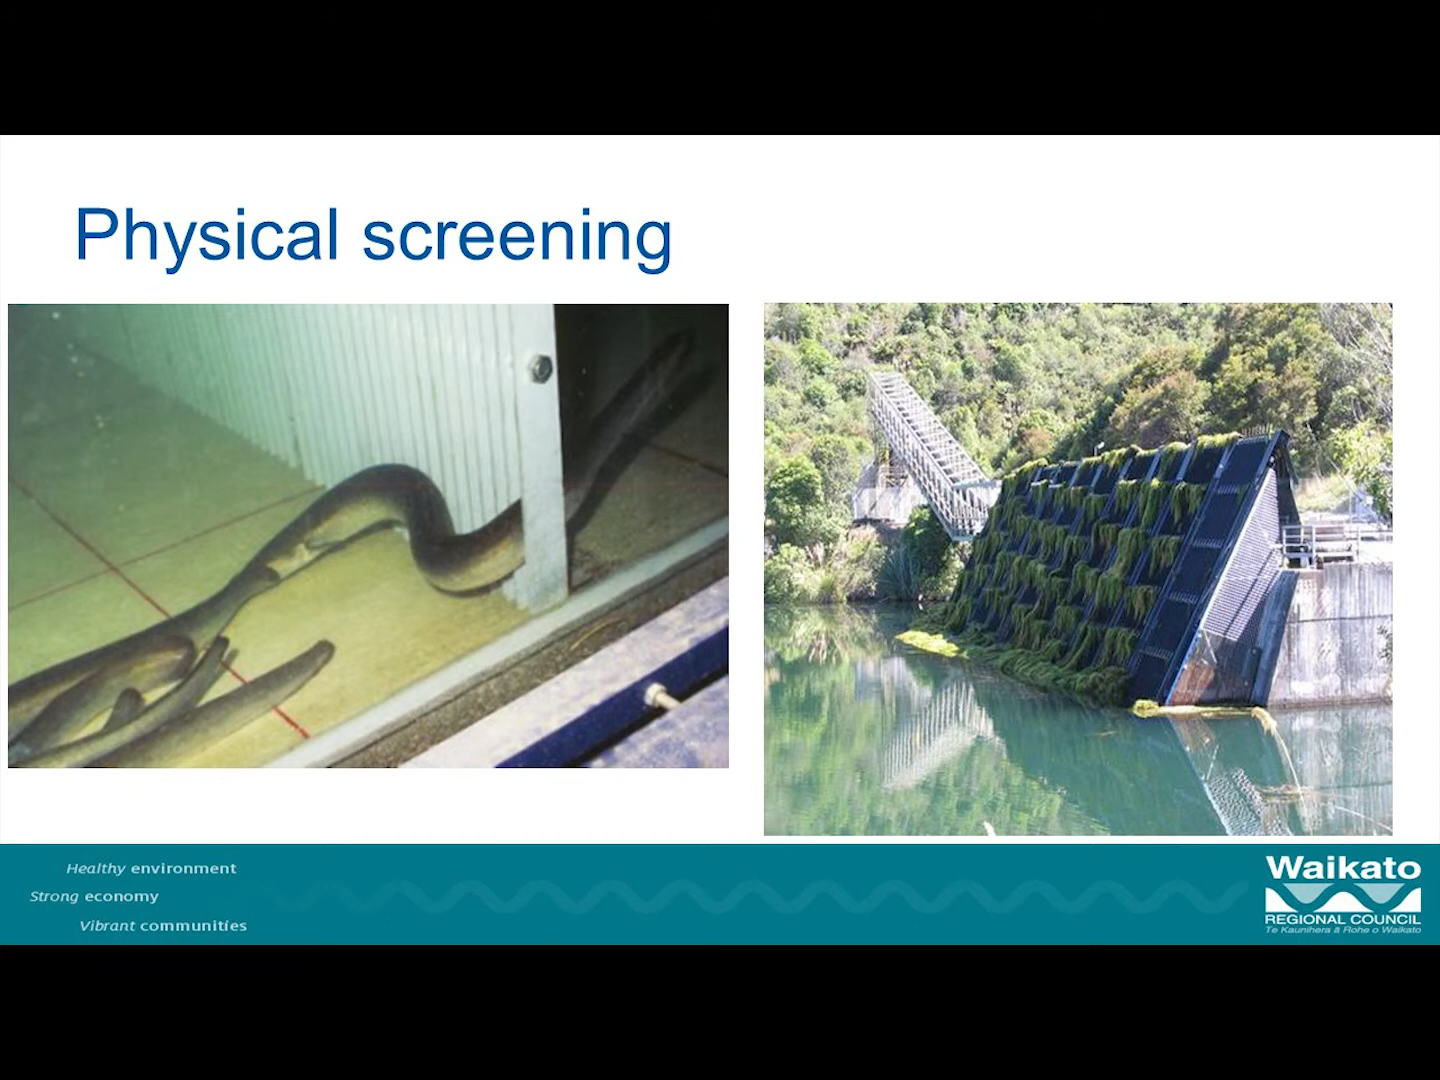 Physical screening
Healthy environment
Strong economy
Vibrant communities
Waikato
REGIONAL COUNCIL
Te Kaunihera ā Rohe o Waikato